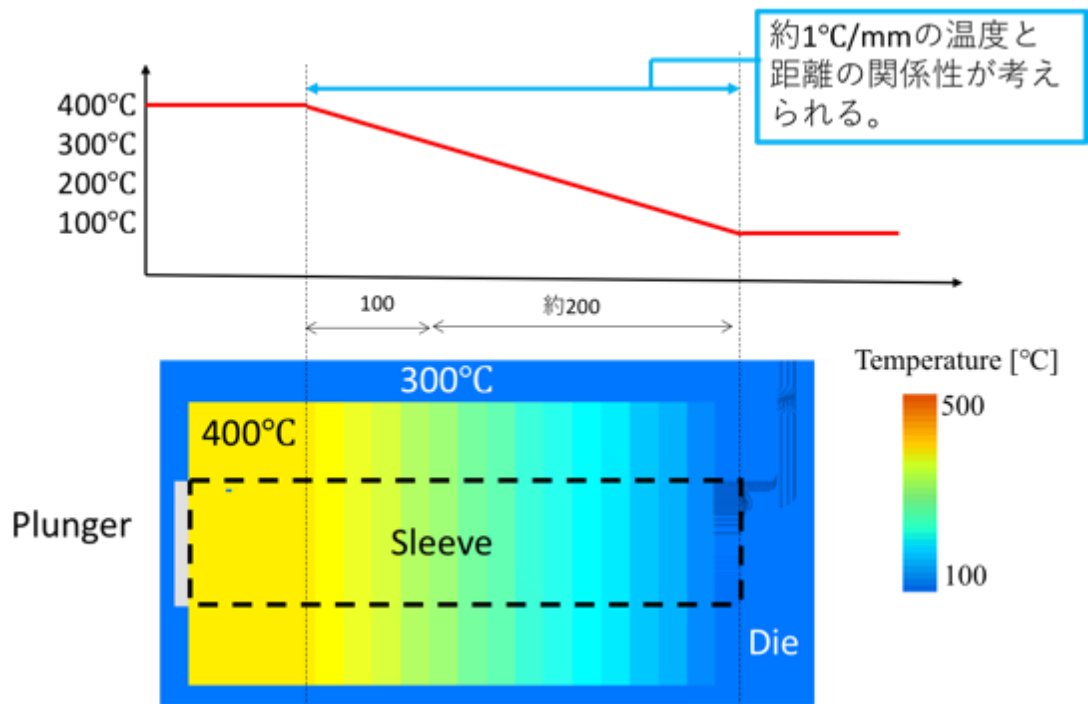 約1℃/mmの温度と
距離の関係性が考え
られる。
400℃
300℃
200℃
100℃
100
約200
300℃
400℃
Temperature [℃]
500
100
Plunger
Sleeve
Die